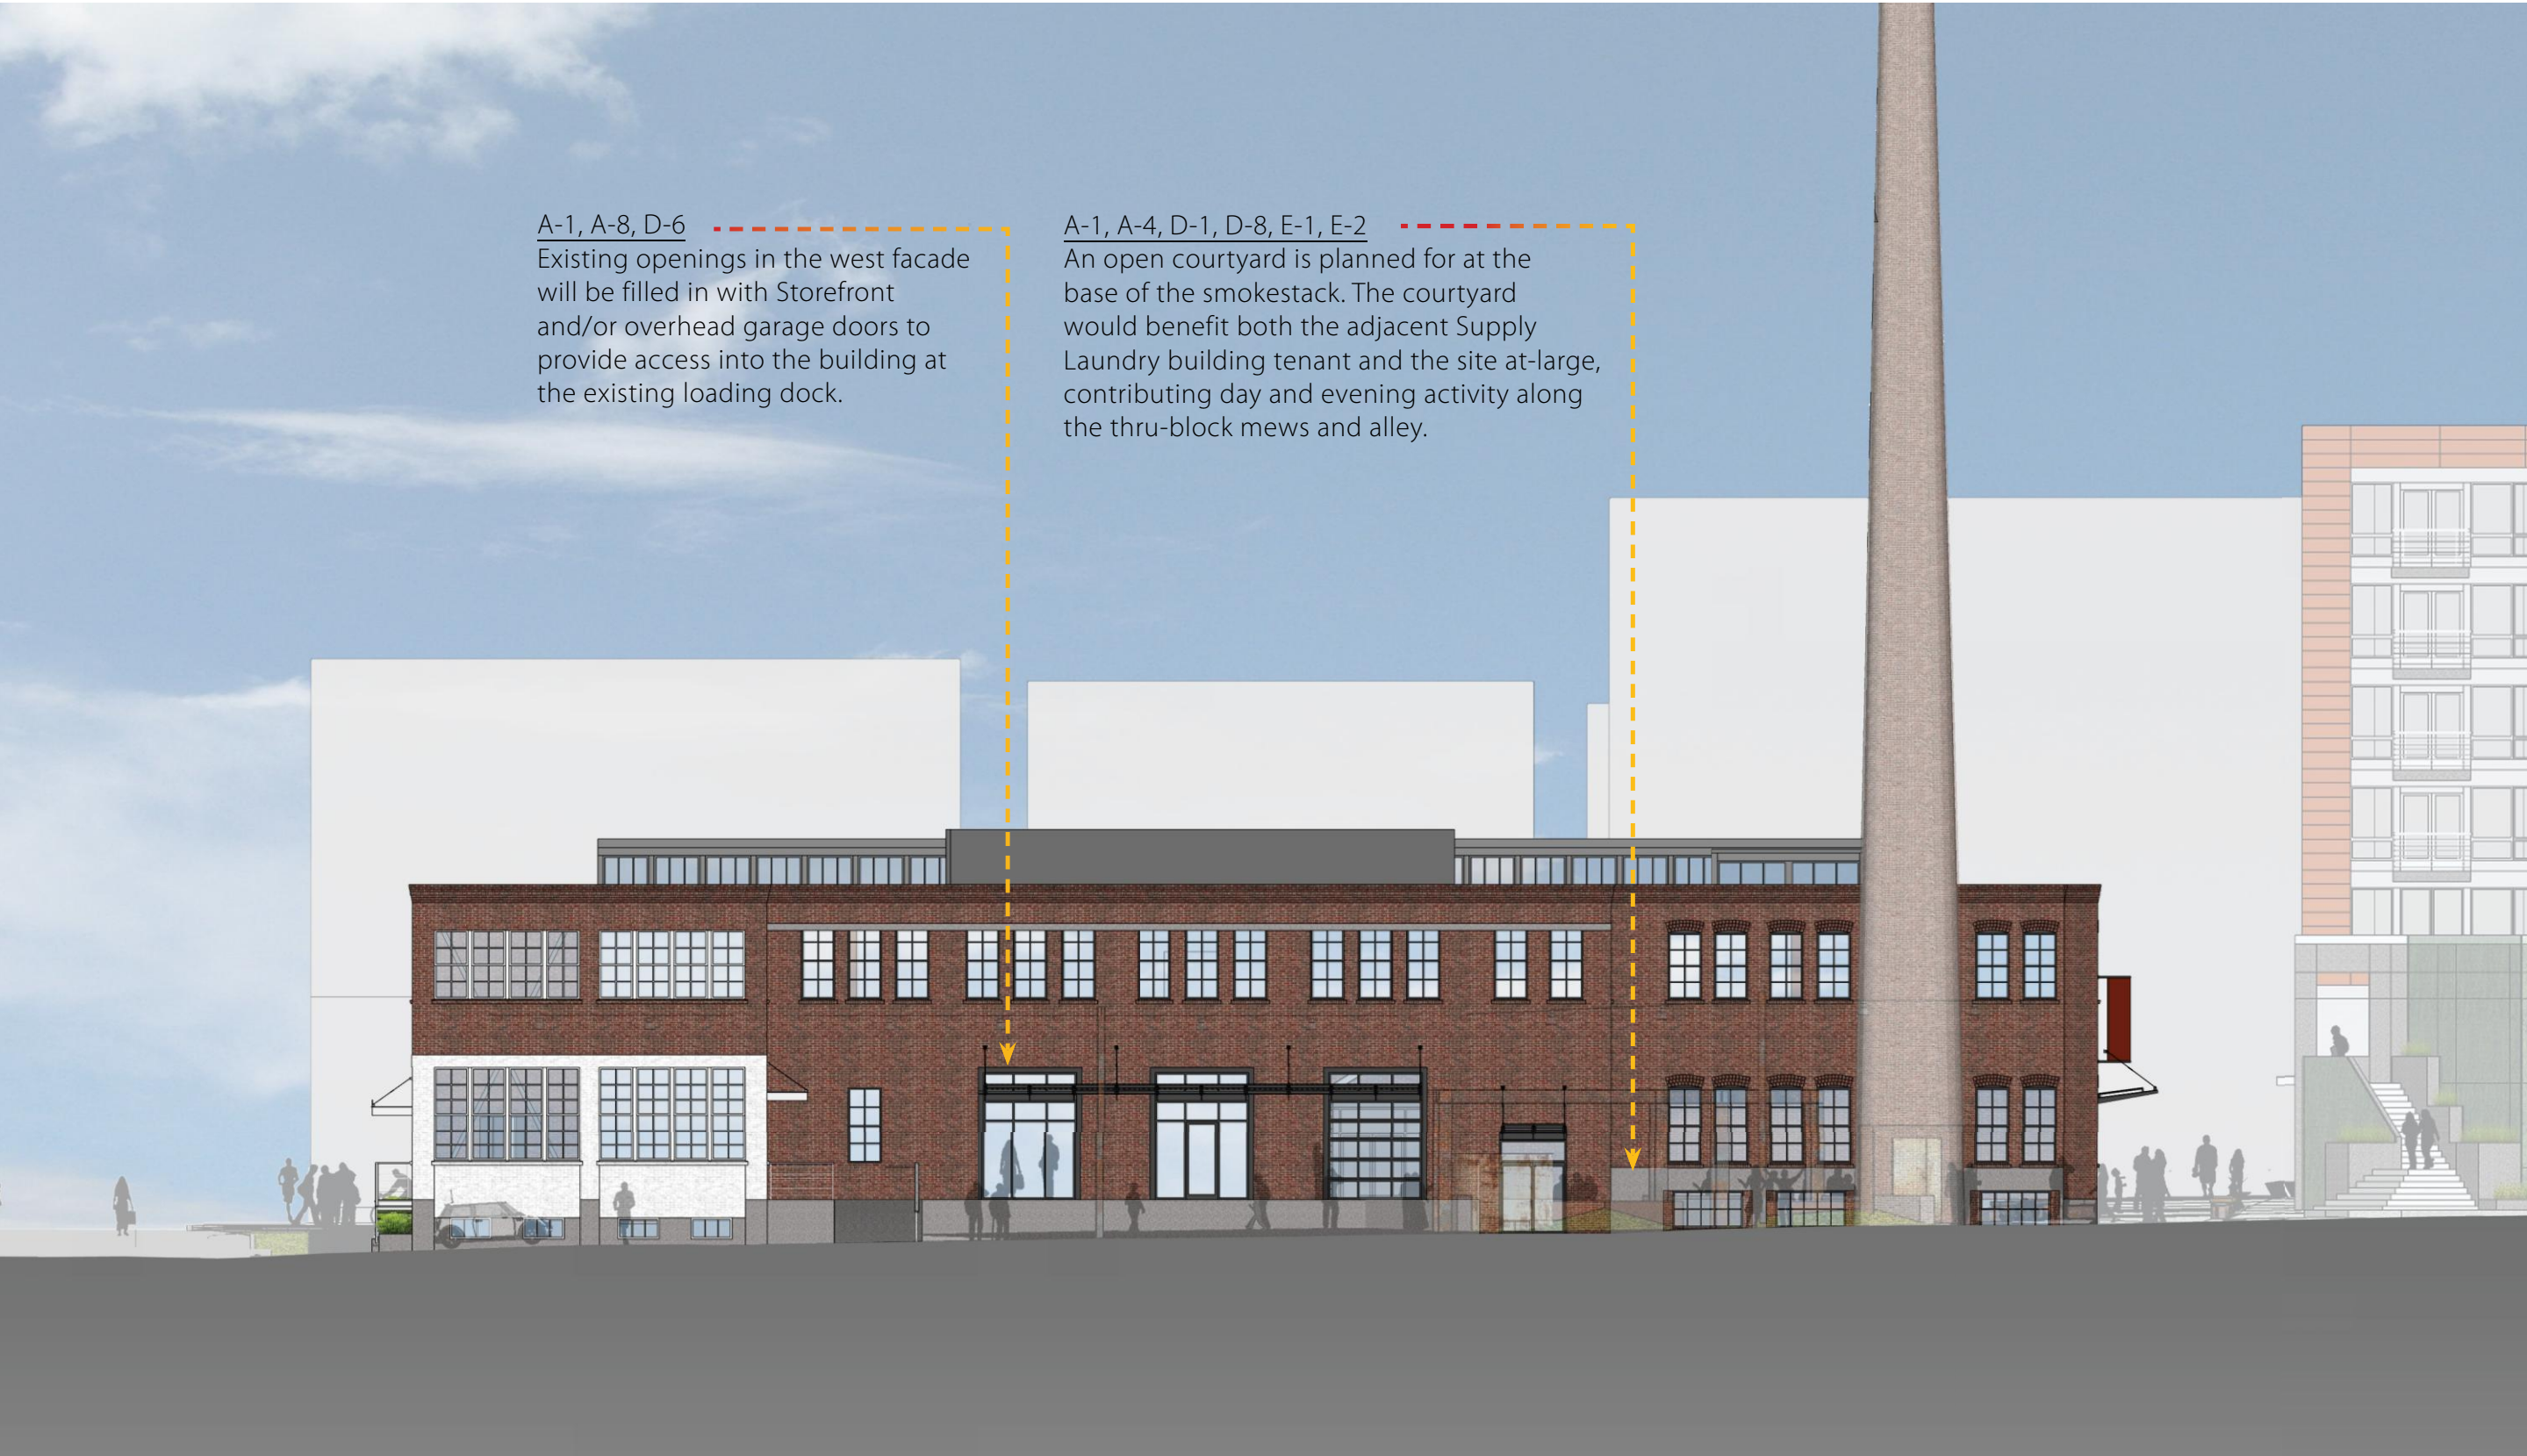 A-1, A-8, D-6
Existing openings in the west facade
will be filled in with Storefront
and/or overhead garage doors to
provide access into the building at
the existing loading dock.
A-1, A-4, D-1, D-8, E-1, E-2
An open courtyard is planned for at the
base of the smokestack. The courtyard
would benefit both the adjacent Supply
Laundry building tenant and the site at-large,
contributing day and evening activity along
the thru-block mews and alley.